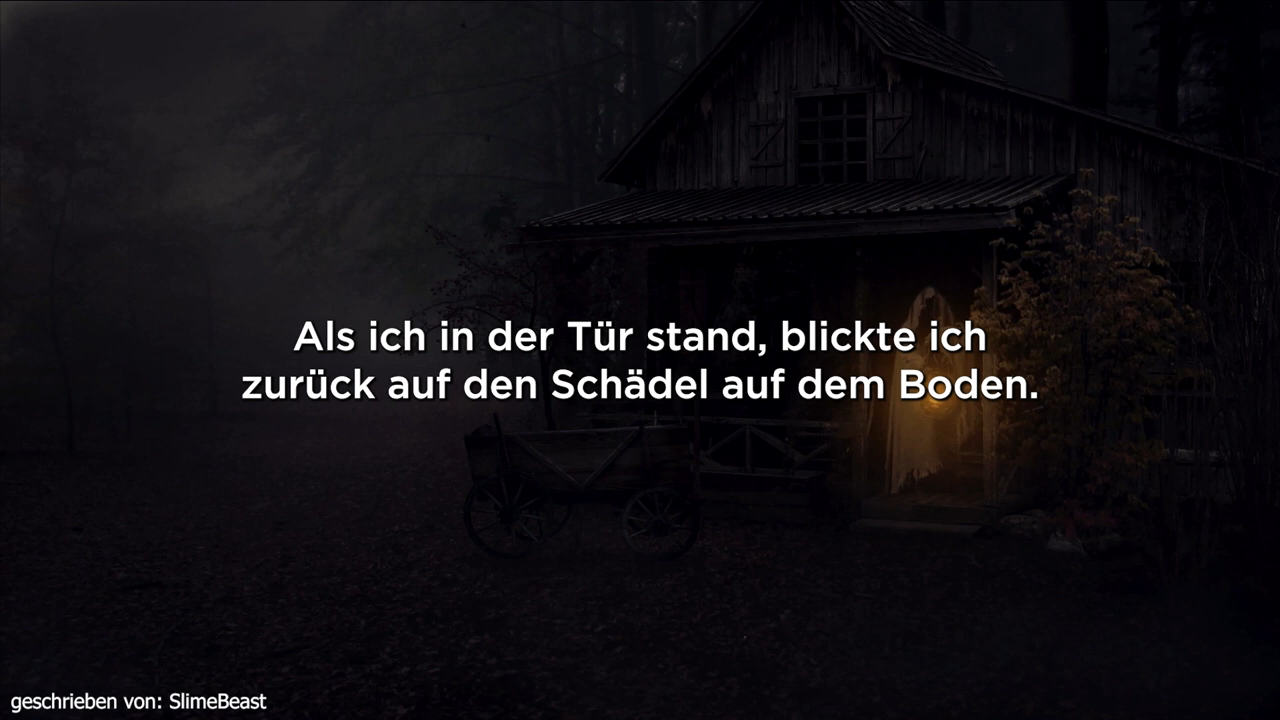 Als ich in der Tür stand, blickte ich
zurück auf den Schädel auf dem Boden.
geschrieben von: SlimeBeast